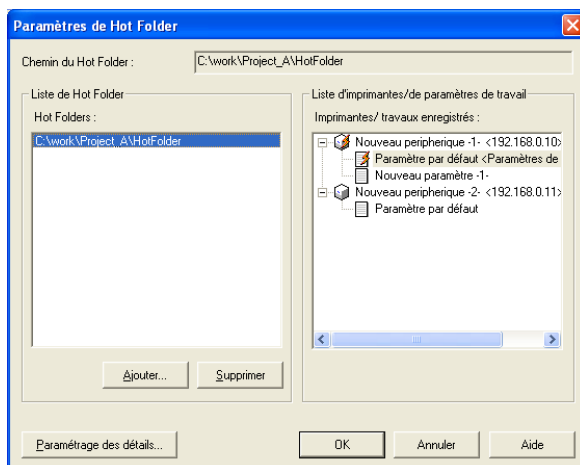 Paramètres de Hot Folder
Chemin du Hot Folder :
C:\work\Project_A\HotFolder
Liste de Hot Folder
Hot Folders :
C:\work\Project_A\HotFolder
Ajouter...
Supprimer
Liste d'imprimantes/de paramètres de travail
Imprimantes/ travaux enregistrés :
Nouveau peripherique -1- <192.168.0.10>
Paramètre par défaut <Paramètres de
Nouveau paramètre -1-
Nouveau peripherique -2- <192.168.0.11>
Paramètre par défaut
Paramétrage des détails...
OK
Annuler
Aide